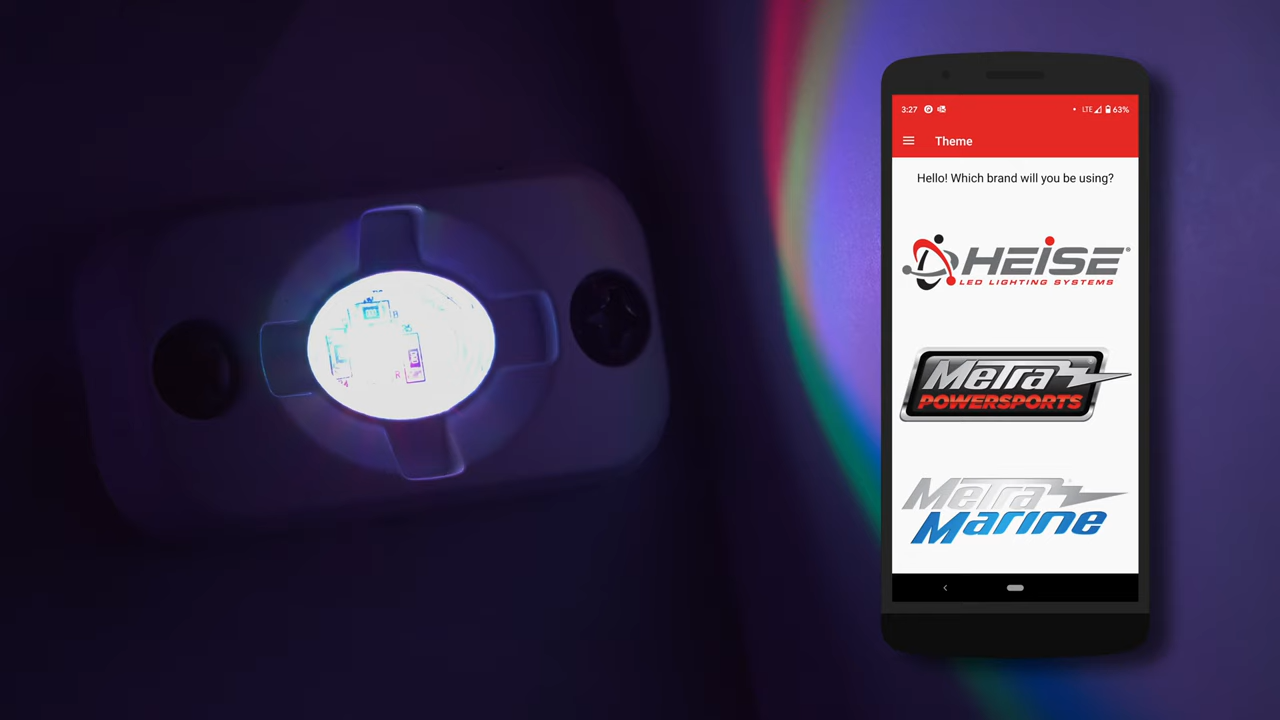 3:27
LTE
63%
Theme
Hello! Which brand will you be using?
HEISE®
LED LIGHTING SYSTEMS
Metra
POWERSPORTS
Metra
Marine
B
R